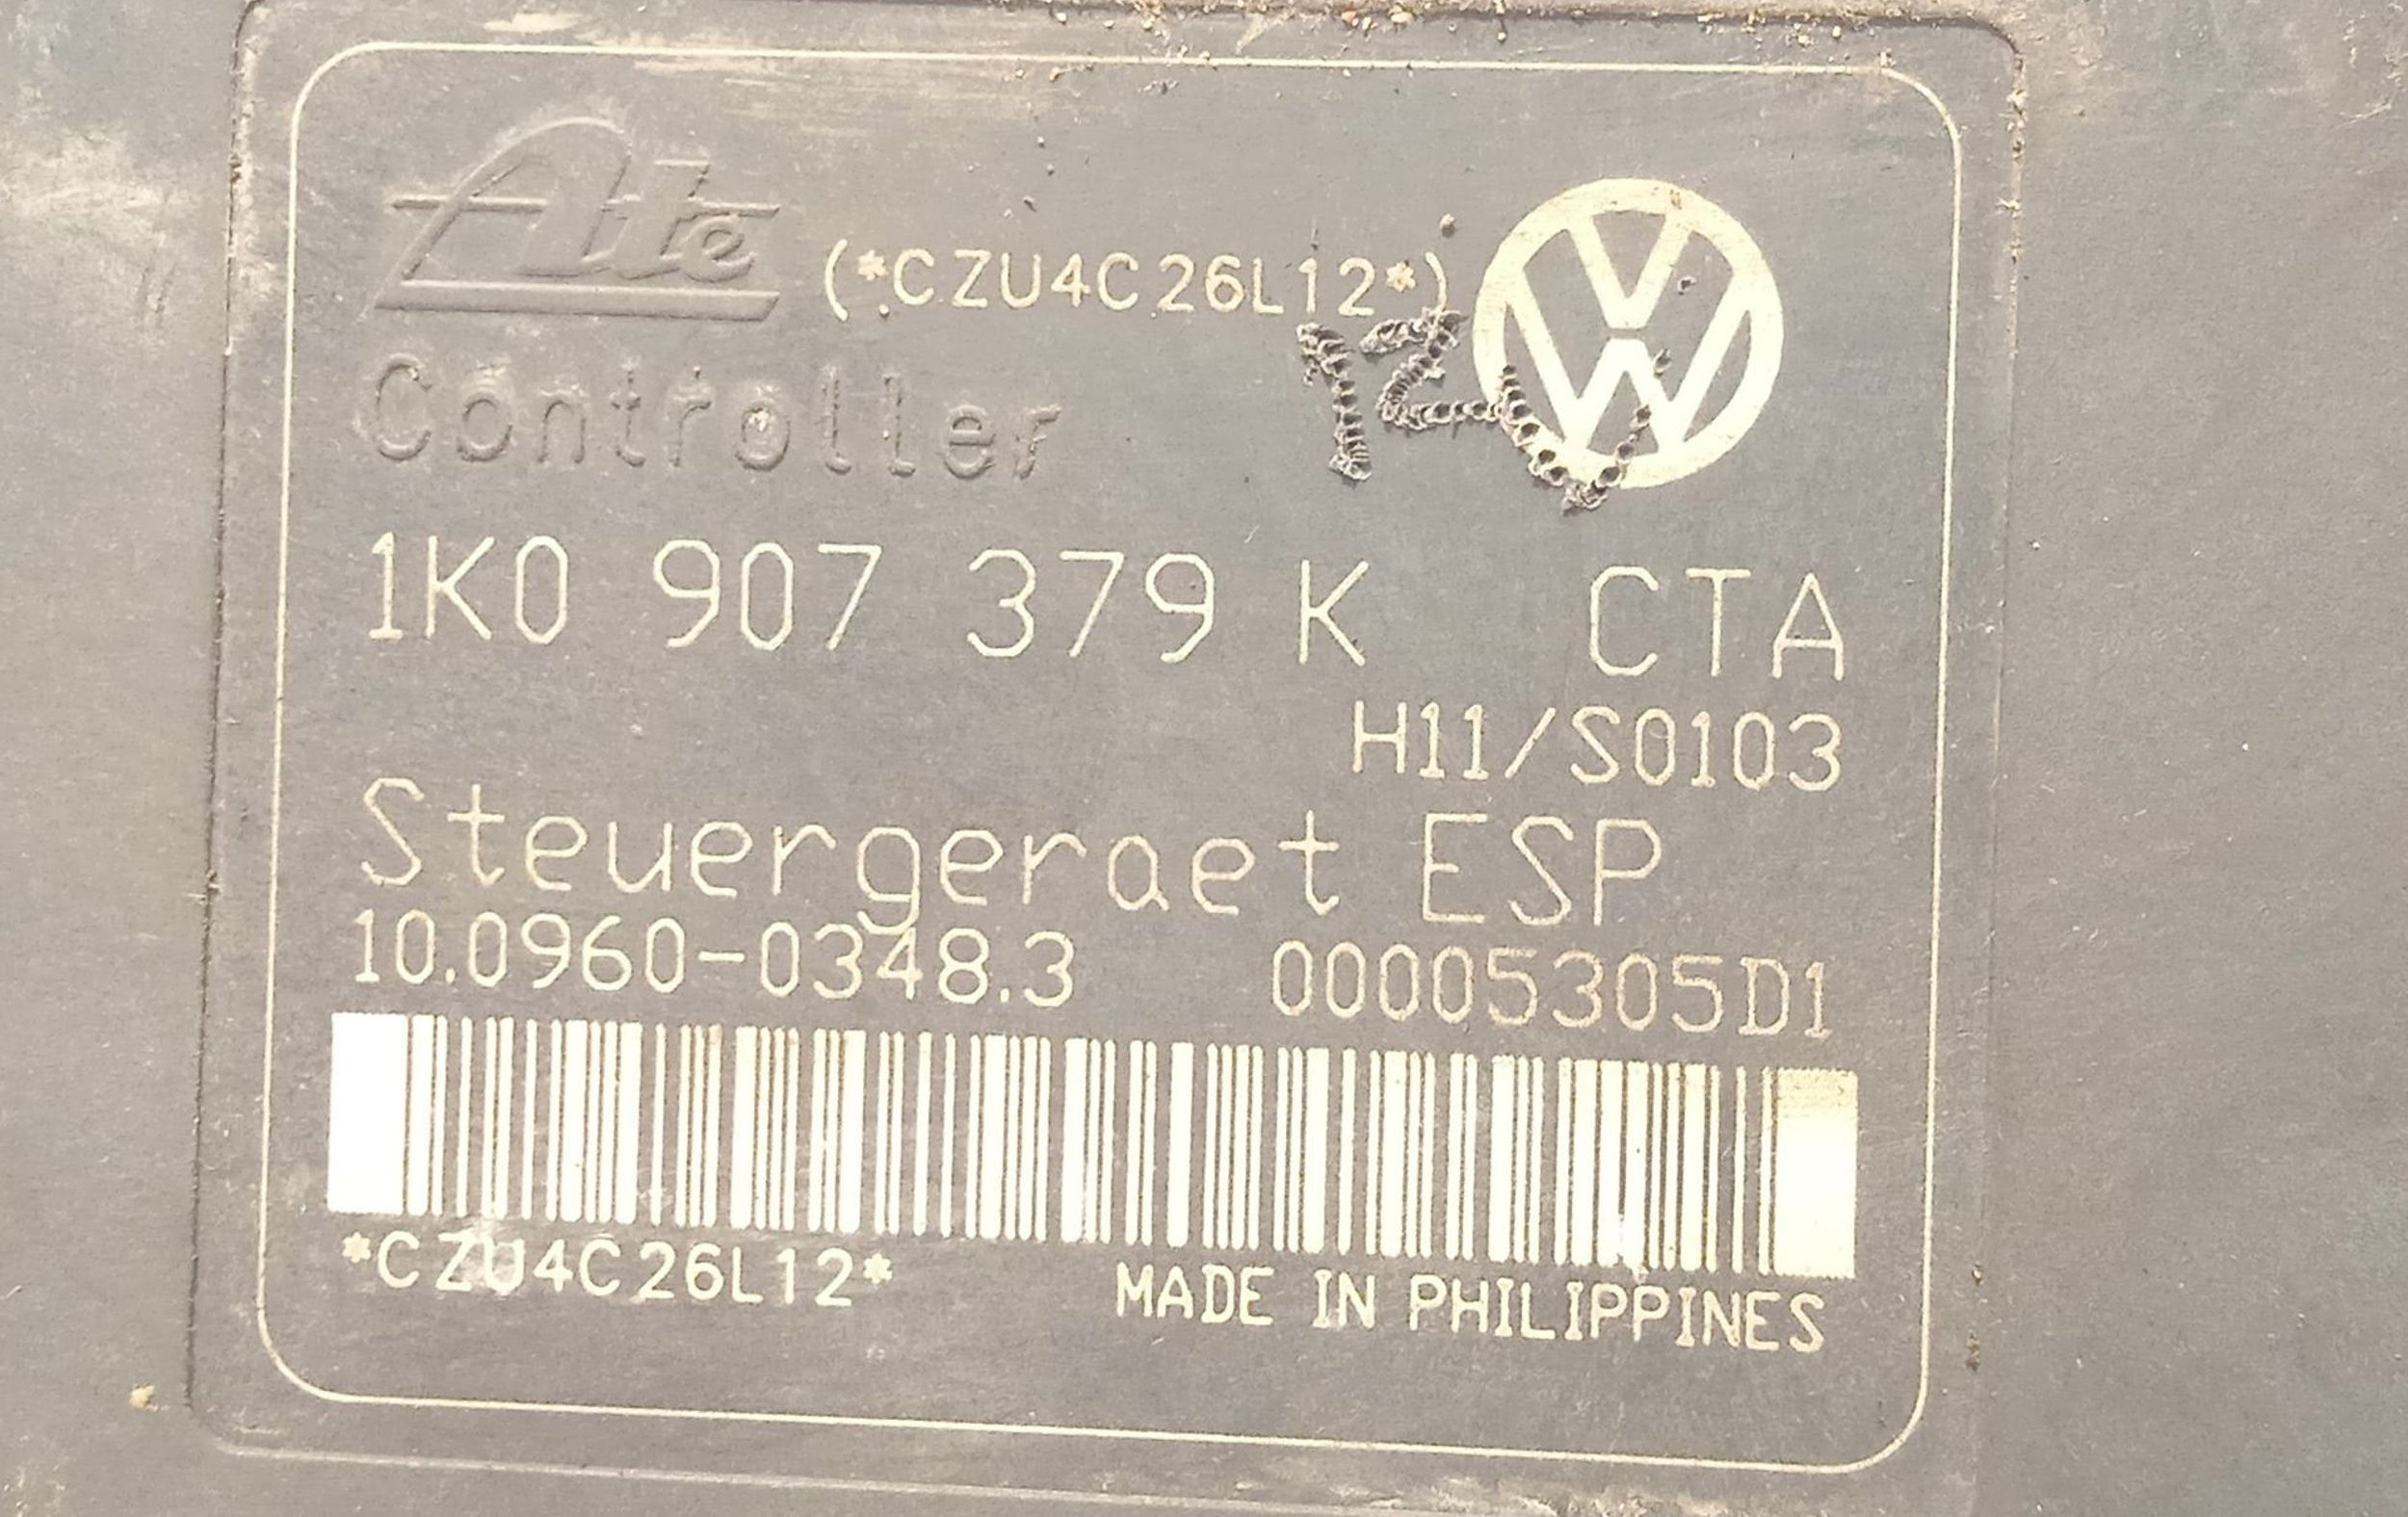 Ate (*CZU4C26L12*)
Controller
12V
1K0 907 379 K CTA
H11/S0103
Steuergeraet ESP
10.0960-0348.3 00005305D1
*CZU4C26L12* MADE IN PHILIPPINES